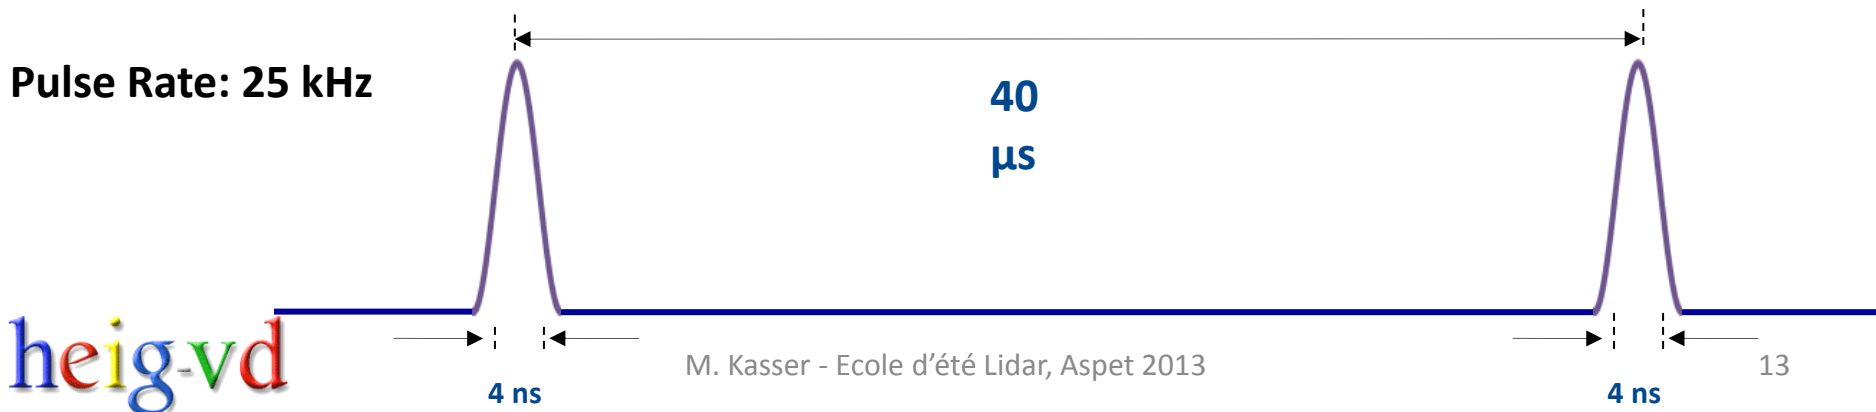 Pulse Rate: 25 kHz
40
µs
heig-vd
M. Kasser - Ecole d'été Lidar, Aspet 2013
13
4 ns
4 ns